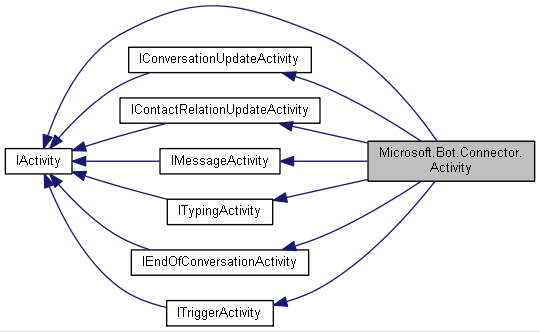 IConversationUpdateActivity
IContactRelationUpdateActivity
IActivity
IMessageActivity
Microsoft.Bot.Connector.
Activity
ITypingActivity
IEndOfConversationActivity
ITriggerActivity